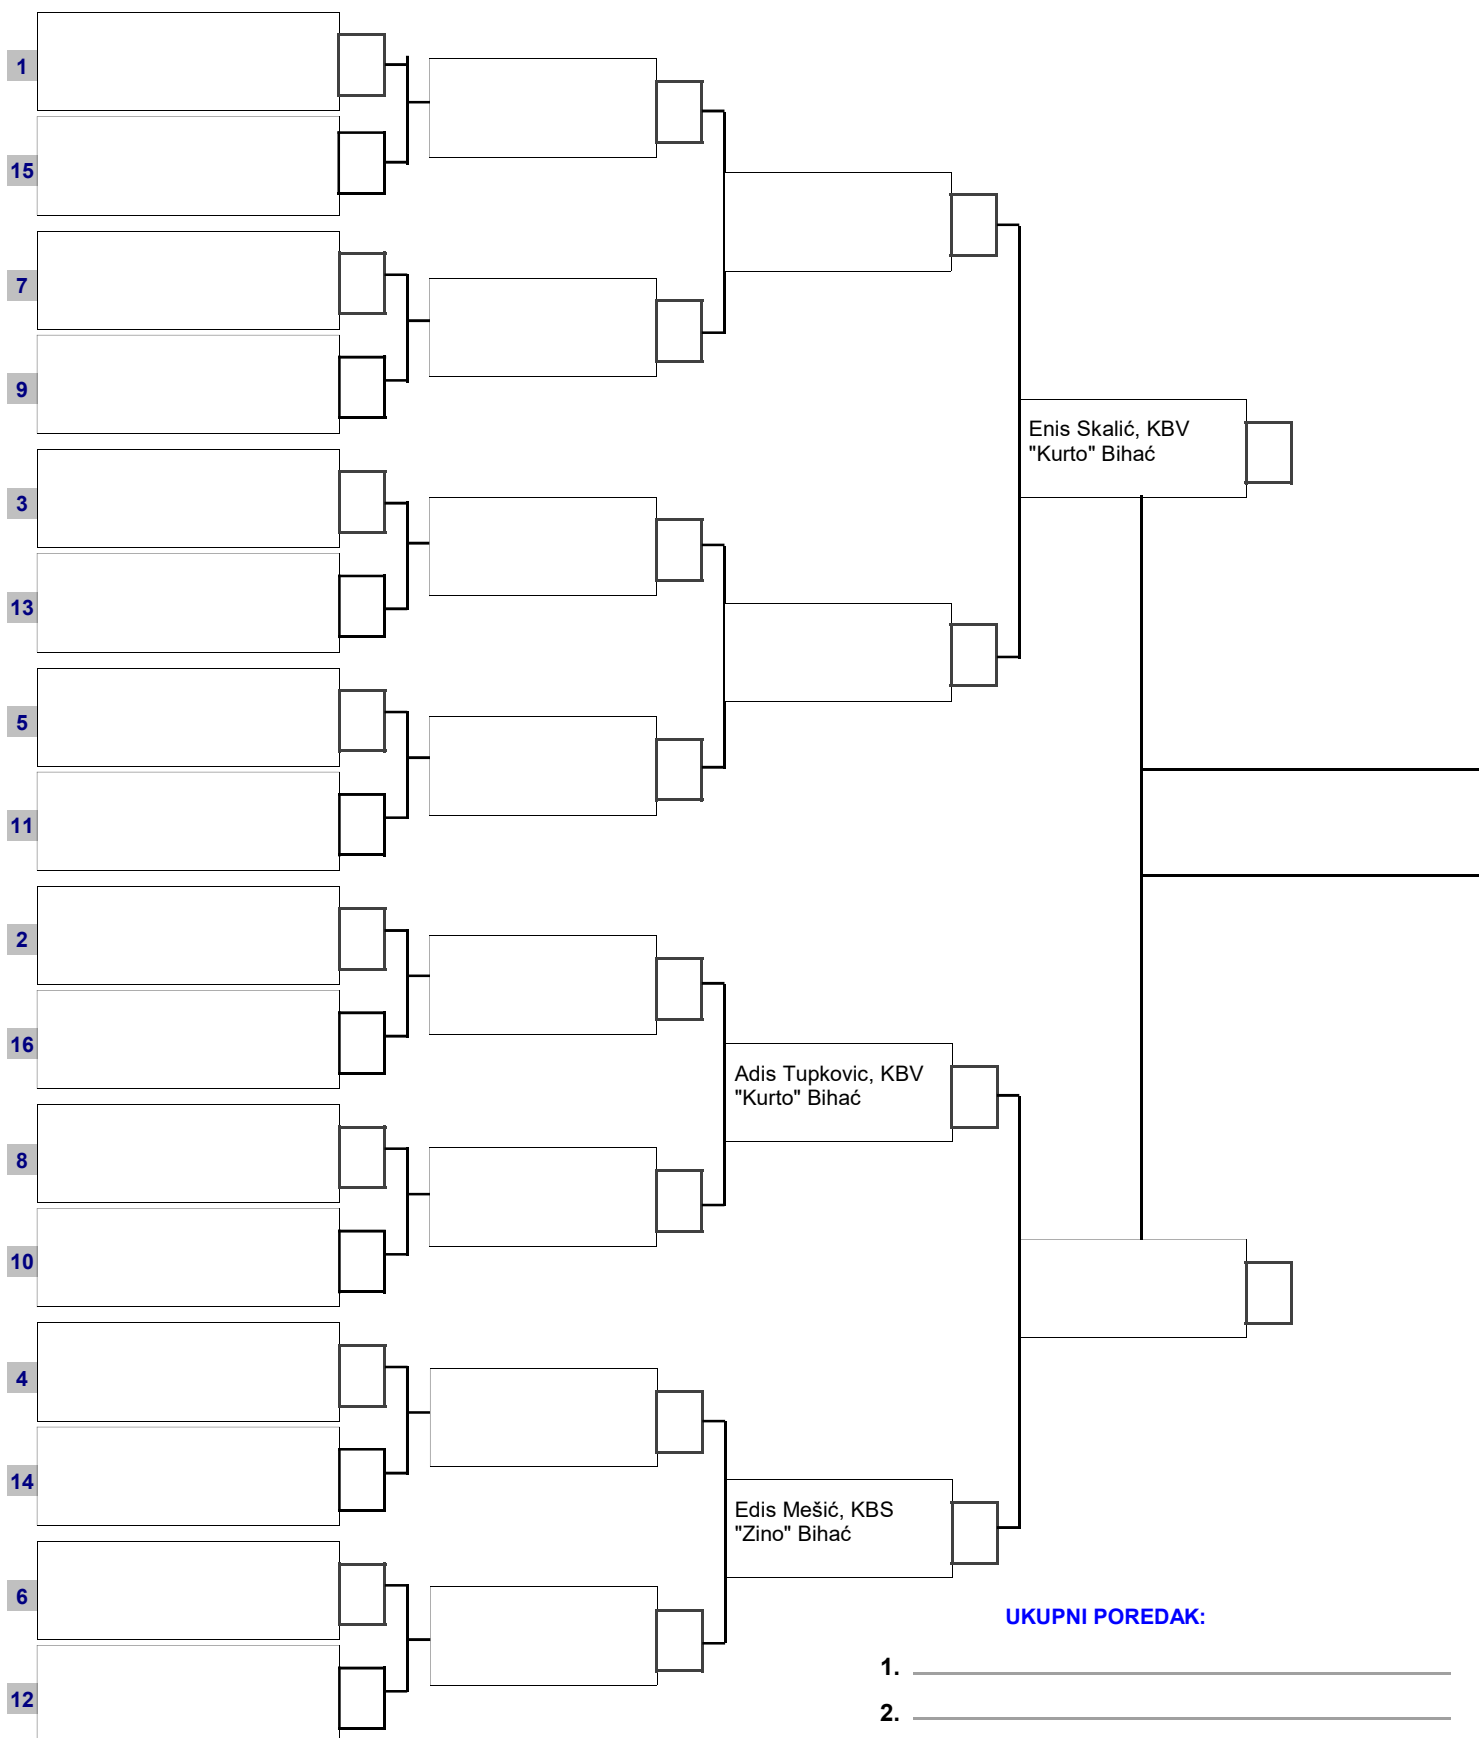 1
15
7
9
Enis Skalić, KBV
"Kurto" Bihać
3
13
5
11
2
16
Adis Tupkovic, KBV
"Kurto" Bihać
8
10
4
14
Edis Mešić, KBS
"Zino" Bihać
6
12
UKUPNI POREDAK:
1.
2.